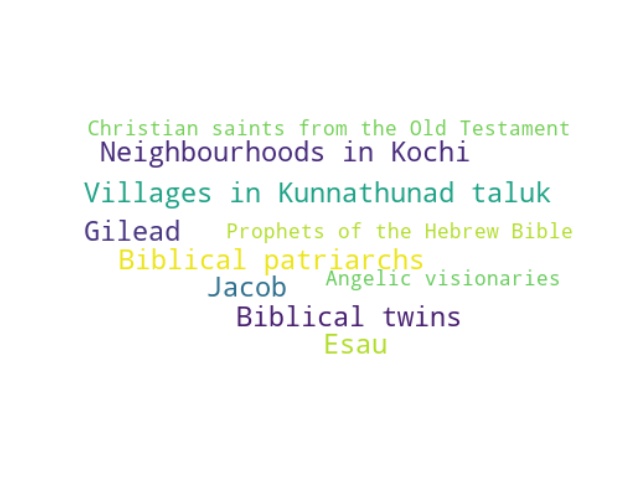 Christian saints from the Old Testament
Neighbourhoods in Kochi
Villages in Kunnathunad taluk
Gilead
Prophets of the Hebrew Bible
Biblical patriarchs
Angelic visionaries
Jacob
Biblical twins
Esau